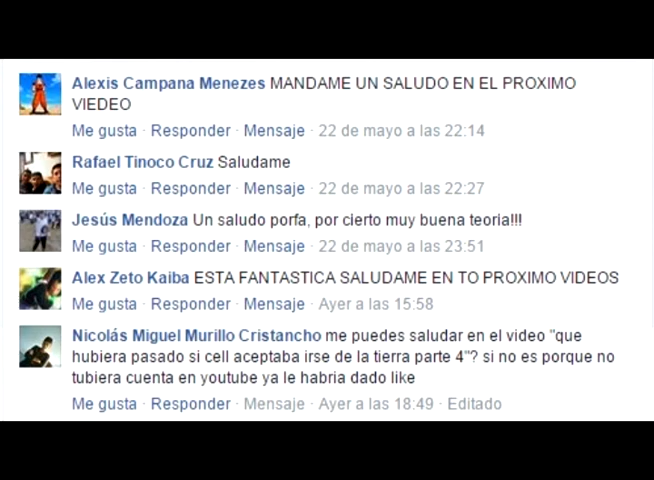 Alexis Campana Menezes MANDAME UN SALUDO EN EL PROXIMO
VIEDEO
Me gusta · Responder · Mensaje · 22 de mayo a las 22:14
Rafael Tinoco Cruz Saludame
Me gusta · Responder · Mensaje · 22 de mayo a las 22:27
Jesús Mendoza Un saludo porfa, por cierto muy buena teoria!!!
Me gusta · Responder · Mensaje · 22 de mayo a las 23:51
Alex Zeto Kaiba ESTA FANTASTICA SALUDAME EN TO PROXIMO VIDEOS
Me gusta · Responder · Mensaje · Ayer a las 15:58
Nicolás Miguel Murillo Cristancho me puedes saludar en el video "que
hubiera pasado si cell aceptaba irse de la tierra parte 4"? si no es porque no
tubiera cuenta en youtube ya le habria dado like
Me gusta · Responder · Mensaje · Ayer a las 18:49 · Editado